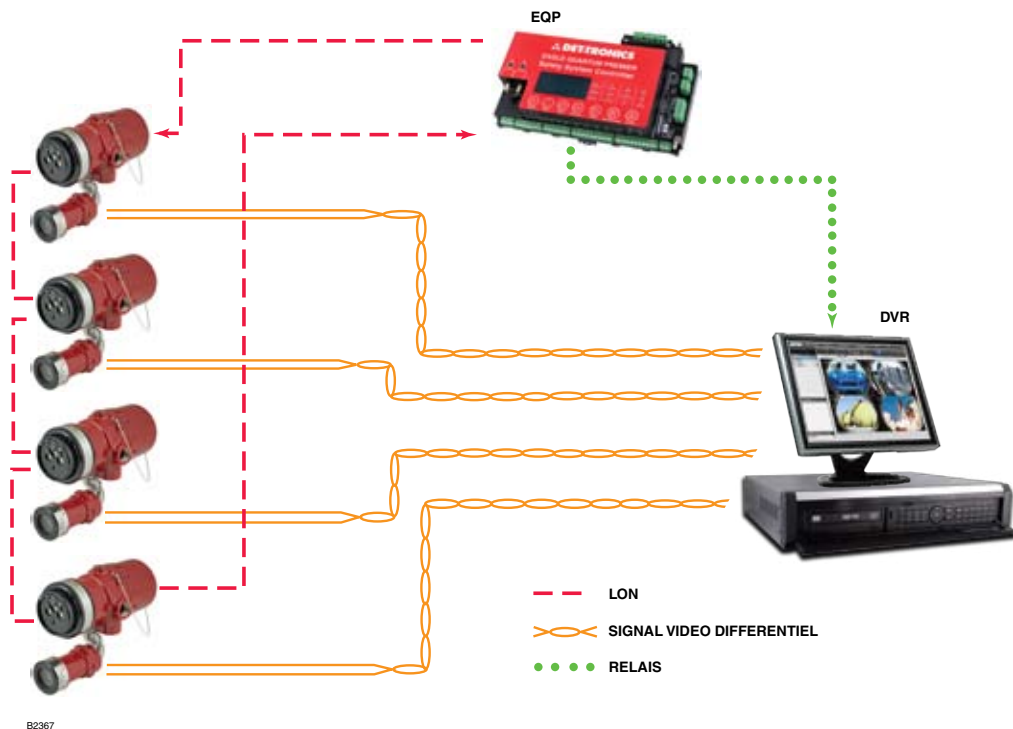 EQP
DET-TRONICS
EAGLE QUANTUM PREMIER
Safety System Controller
DVR
LON
SIGNAL VIDEO DIFFERENTIEL
RELAIS
B2367